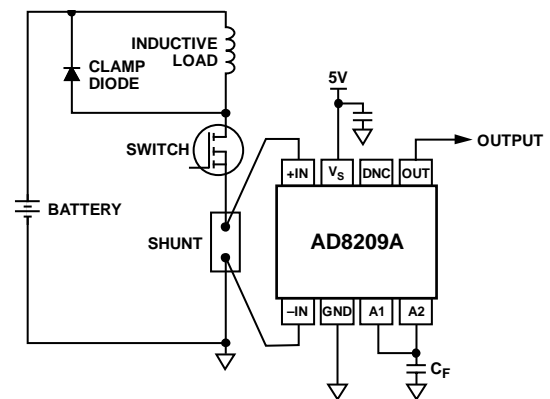 INDUCTIVE
LOAD
CLAMP
DIODE
5V
OUTPUT
SWITCH
+IN
VS
DNC
OUT
BATTERY
SHUNT
AD8209A
–IN
GND
A1
A2
CF